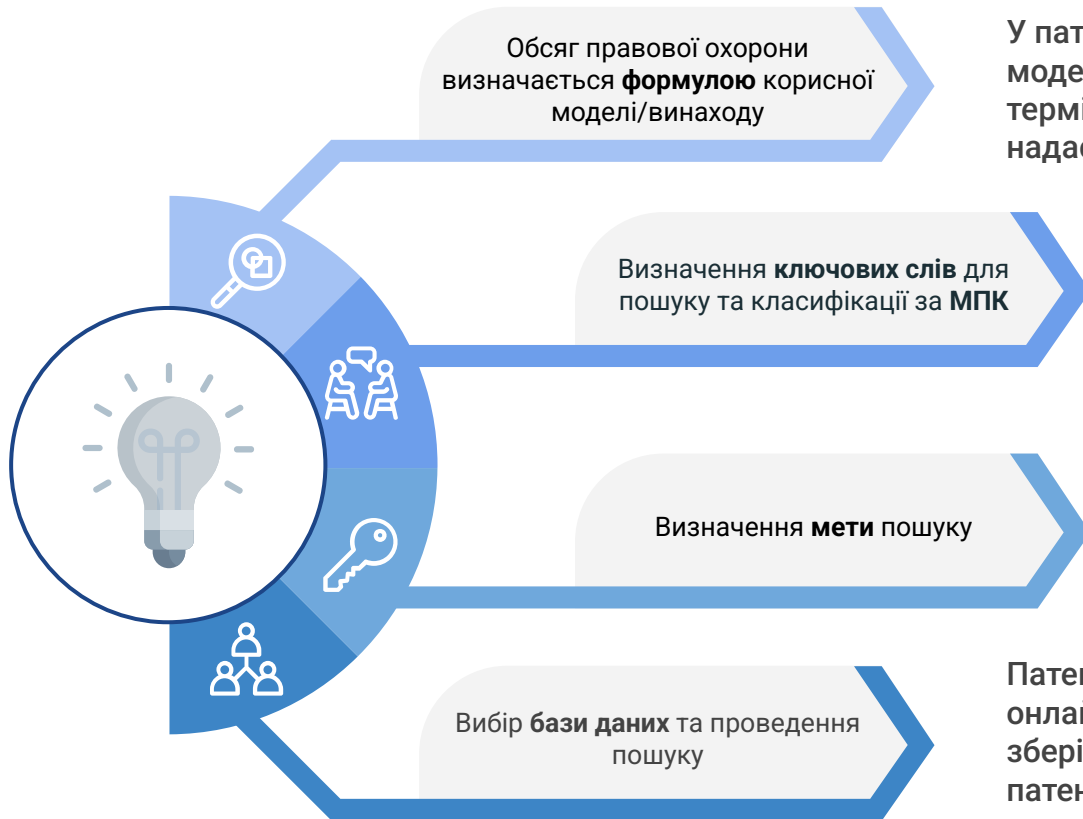 Обсяг правової охорони
визначається формулою корисної
моделі/винаходу
У
Визначення ключових слів для
пошуку та класифікації за МПК
Визначення мети пошуку
Вибір бази даних та проведення
пошуку